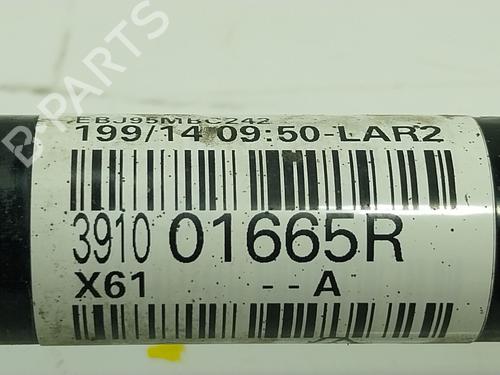 EBJ95MBC242
199/14 09:50-LAR2
3910 01665R
X61 --A
B-PARTS